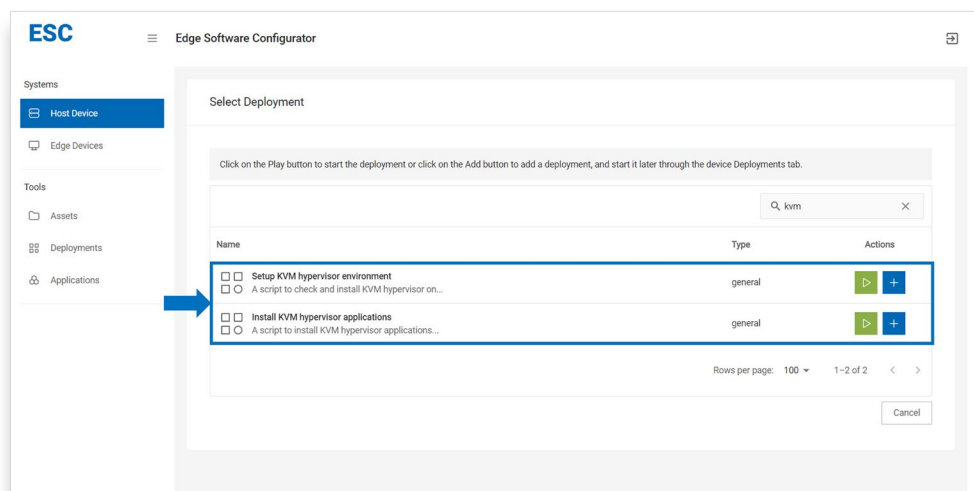 ESC
Edge Software Configurator
Systems
Host Device
Edge Devices
Tools
Assets
Deployments
Applications
Select Deployment
Click on the Play button to start the deployment or click on the Add button to add a deployment, and start it later through the device Deployments tab.
kvm
Name Type Actions
Setup KVM hypervisor environment
A script to check and install KVM hypervisor on...
general
Install KVM hypervisor applications
A script to install KVM hypervisor applications...
general
Rows per page: 100 1–2 of 2
Cancel